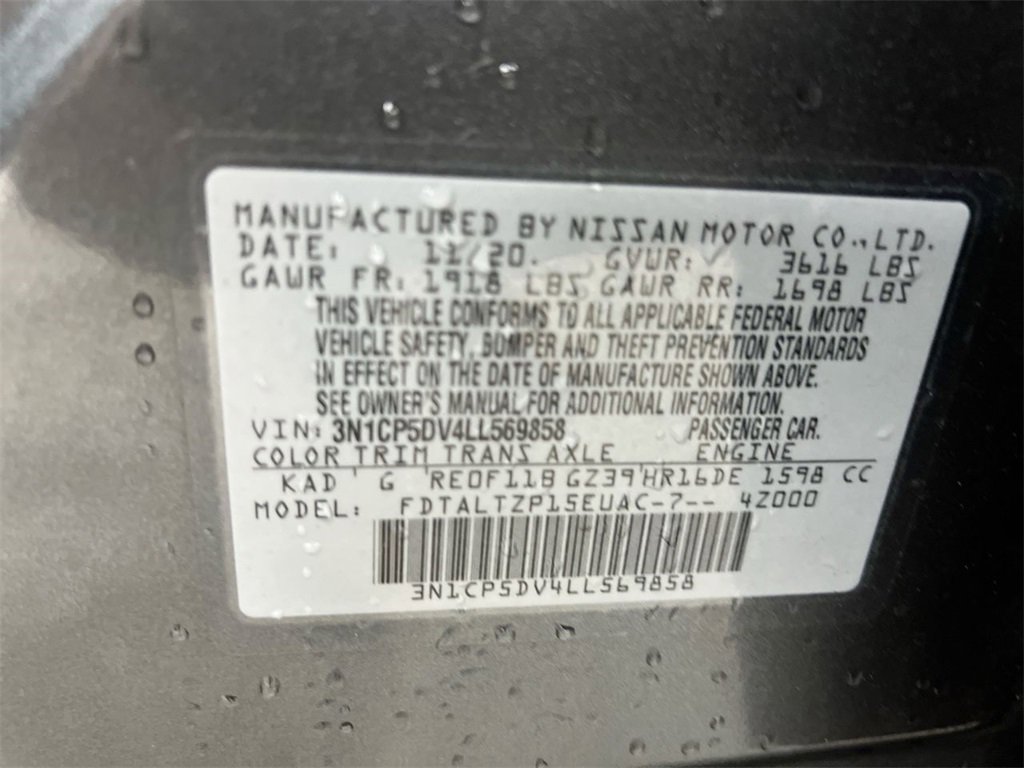 MANUFACTURED BY NISSAN MOTOR CO.,LTD.
DATE: 11/20. GVWR: 3616 LBS
GAWR FR: 1918 LBS GAWR RR: 1698 LBS
THIS VEHICLE CONFORMS TO ALL APPLICABLE FEDERAL MOTOR
VEHICLE SAFETY, BUMPER AND THEFT PREVENTION STANDARDS
IN EFFECT ON THE DATE OF MANUFACTURE SHOWN ABOVE.
SEE OWNER'S MANUAL FOR ADDITIONAL INFORMATION.
VIN: 3N1CP5DV4LL569858 PASSENGER CAR.
COLOR TRIM TRANS AXLE ENGINE
KAD G RE0F11B GZ39 HR16DE 1598 CC
MODEL: FDTALTZP15EUAC-7-- 4Z000
3N1CP5DV4LL569858